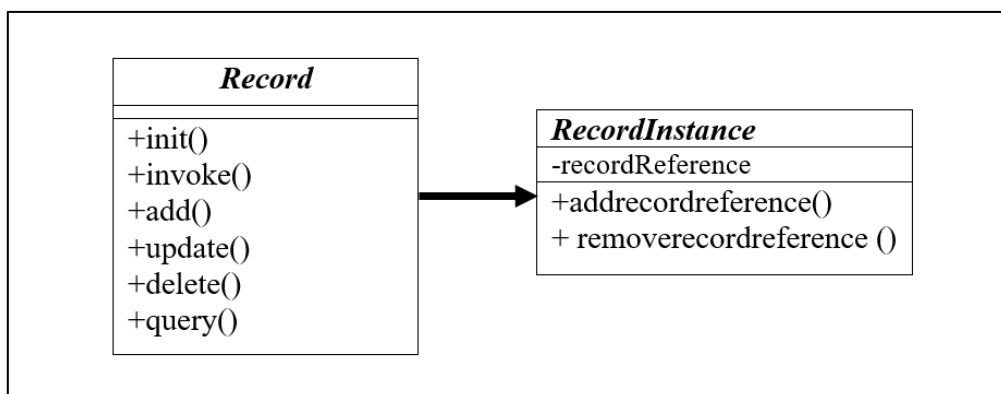 Record
+init()
+invoke()
+add()
+update()
+delete()
+query()
RecordInstance
-recordReference
+addrecordreference()
+ removerecordreference ()